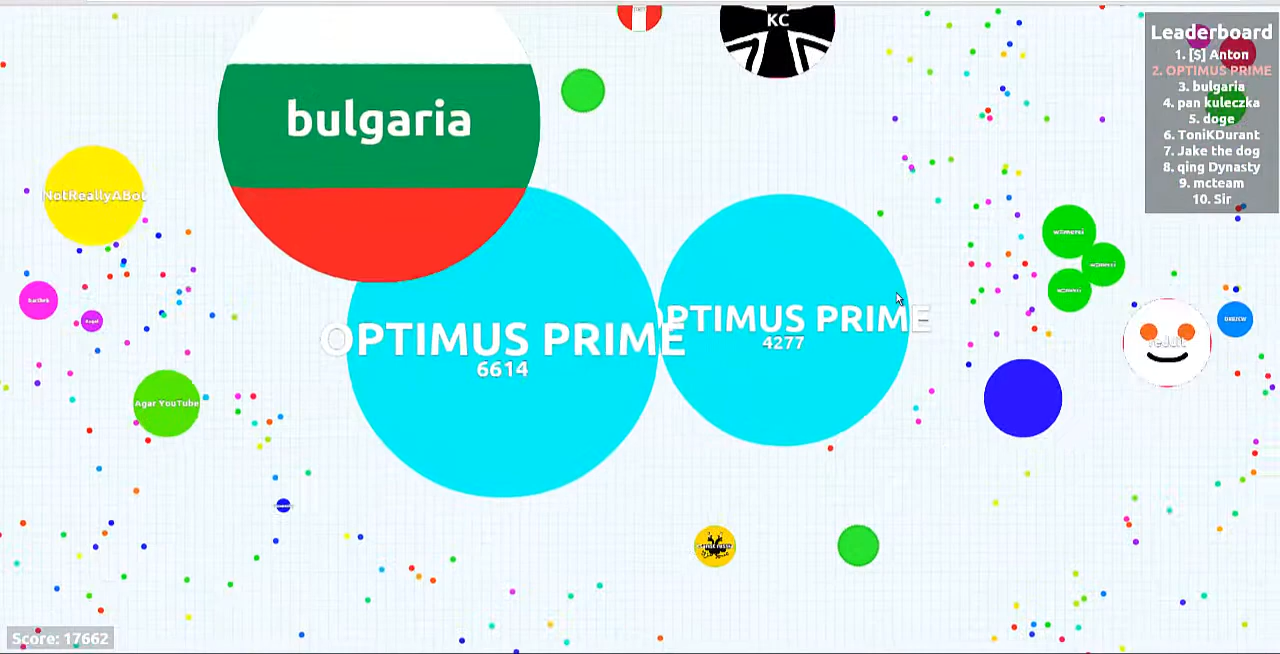 KC
Leaderboard
1. [S] Anton
2. OPTIMUS PRIME
3. bulgaria
4. pan kuleczka
5. doge
6. ToniKDurant
7. Jake the dog
8. qing Dynasty
9. mcteam
10. Sir
bulgaria
NotReallyABot
OPTIMUS PRIME
6614
OPTIMUS PRIME
4277
reddit
Agar YouTube
Score: 17662